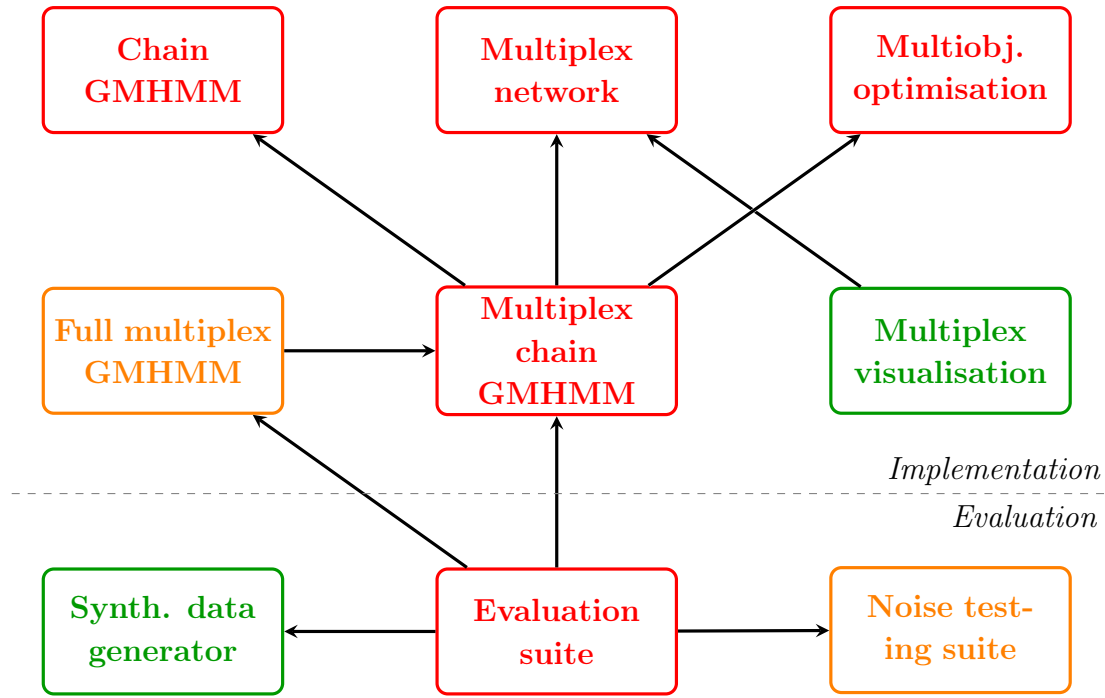 Chain
GMHMM
Multiplex
network
Multiobj.
optimisation
Full multiplex
GMHMM
Multiplex
chain
GMHMM
Multiplex
visualisation
Implementation
Evaluation
Synth. data
generator
Evaluation
suite
Noise test-
ing suite